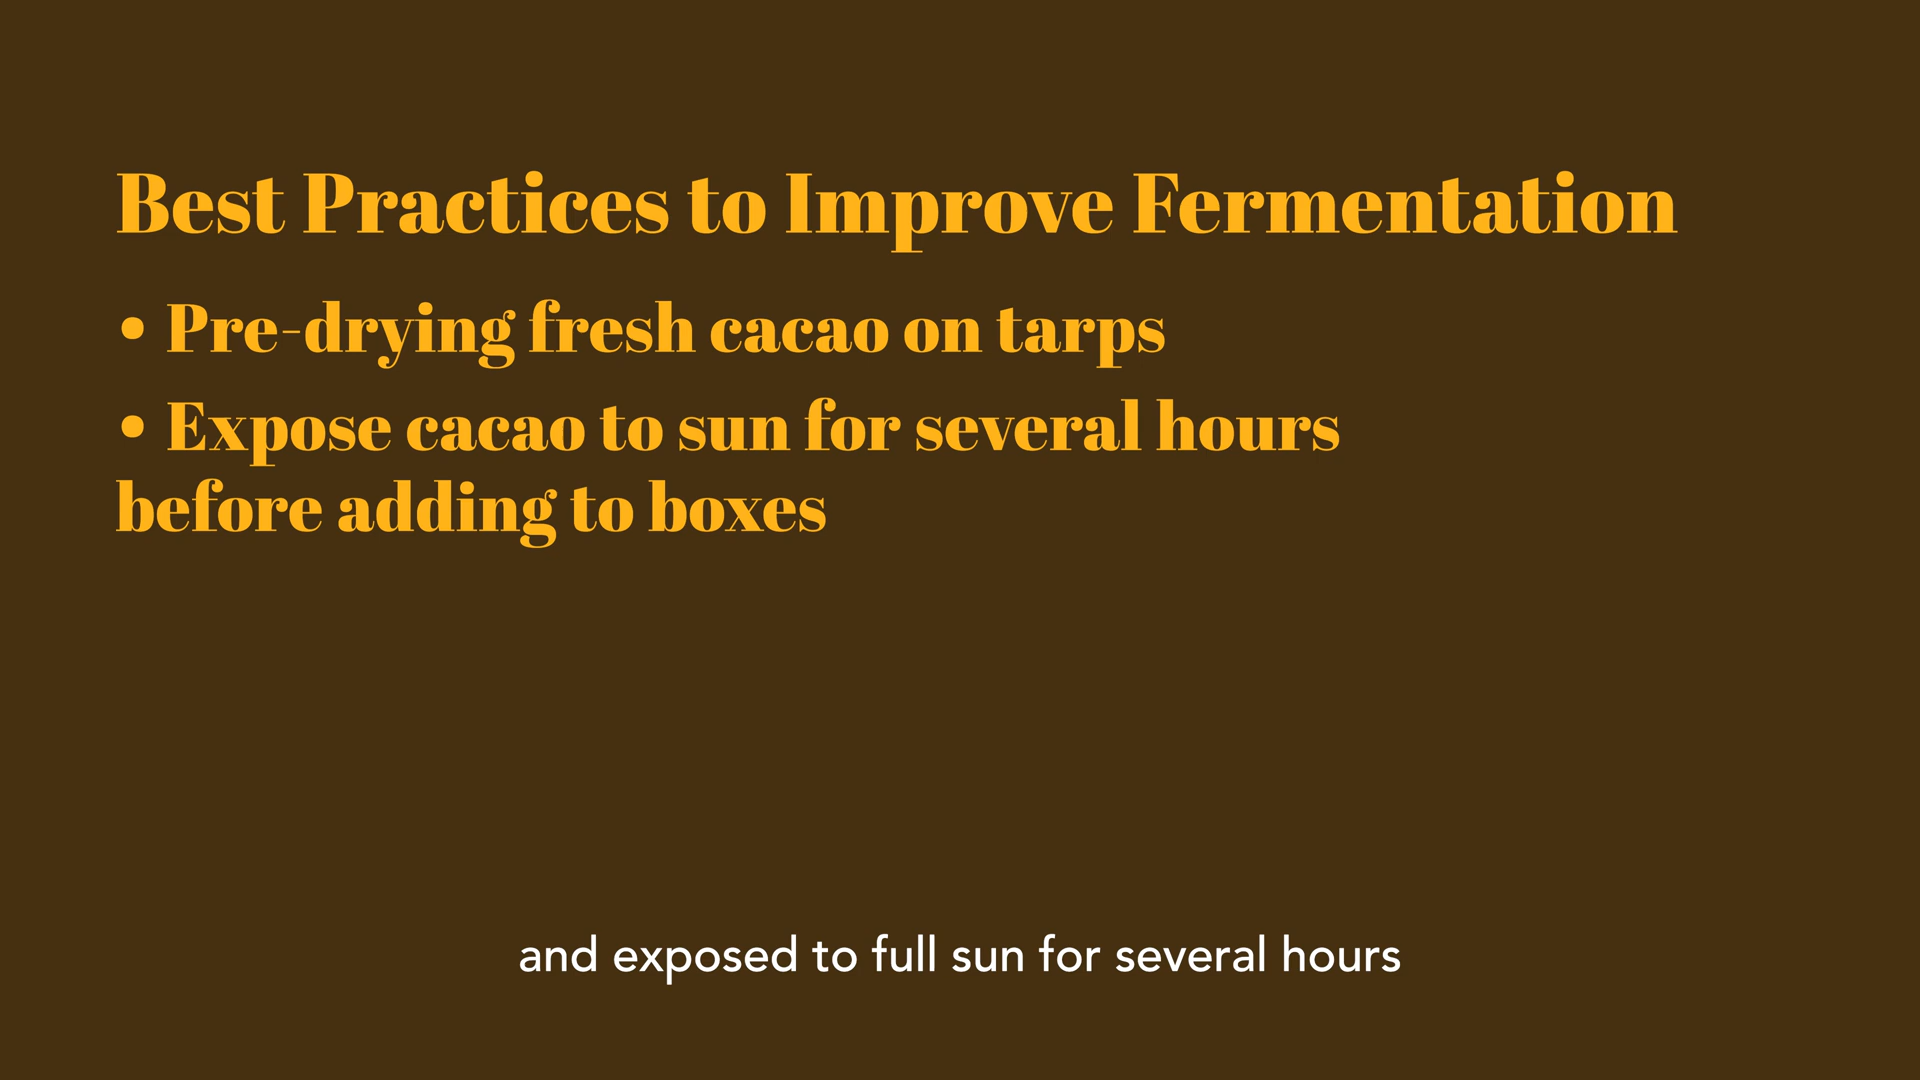 Best Practices to Improve Fermentation
• Pre-drying fresh cacao on tarps
• Expose cacao to sun for several hours
before adding to boxes
and exposed to full sun for several hours